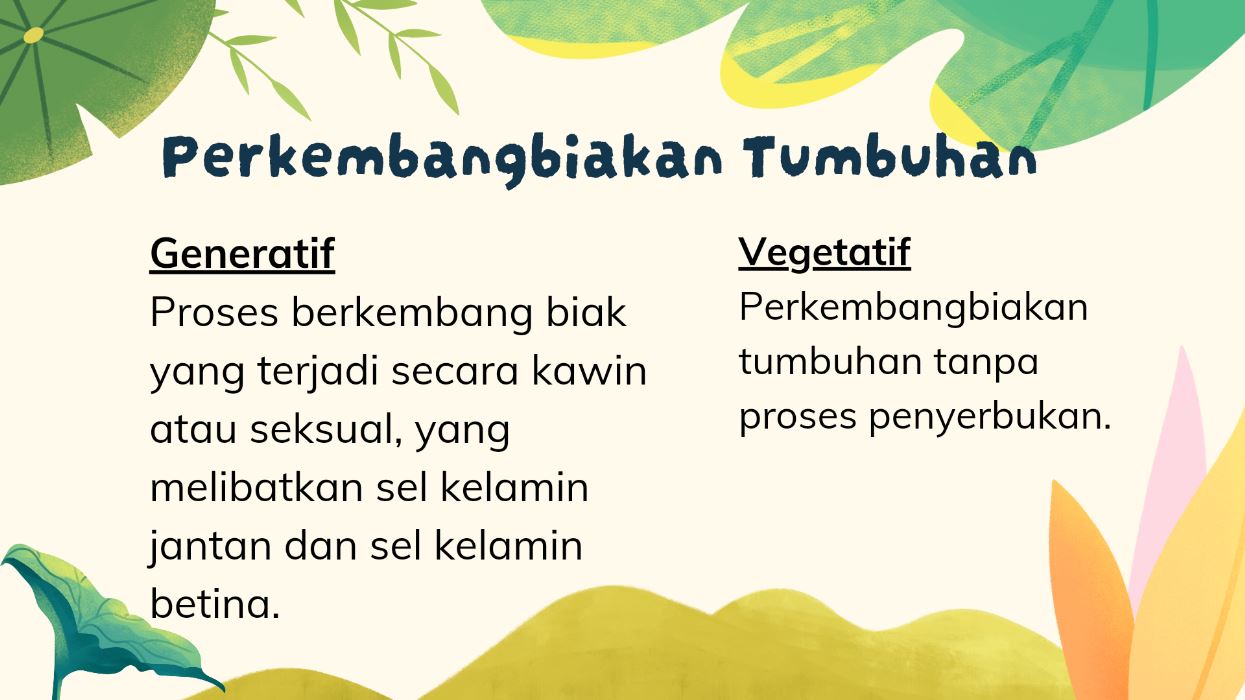 Perkembangbiakan Tumbuhan
Generatif
Proses berkembang biak
yang terjadi secara kawin
atau seksual, yang
melibatkan sel kelamin
jantan dan sel kelamin
betina.
Vegetatif
Perkembangbiakan
tumbuhan tanpa
proses penyerbukan.